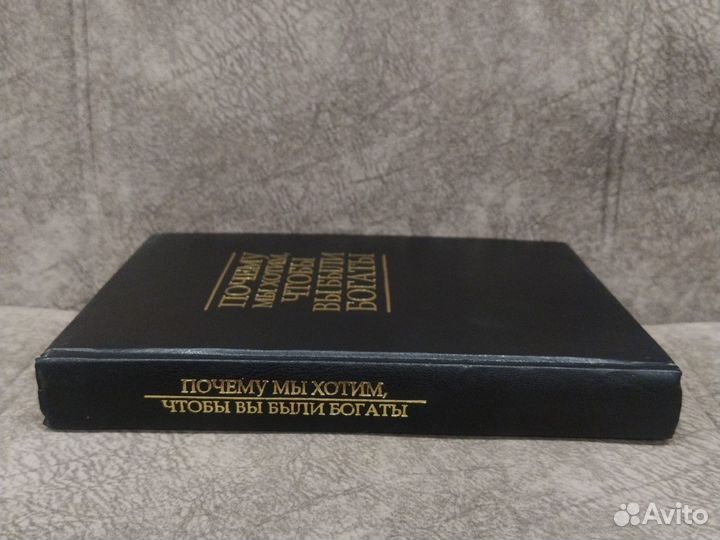 ПОЧЕМУ
МЫ ХОТИМ,
ЧТОБЫ
ВЫ БЫЛИ
БОГАТЫ
ПОЧЕМУ МЫ ХОТИМ,
ЧТОБЫ ВЫ БЫЛИ БОГАТЫ
Avito